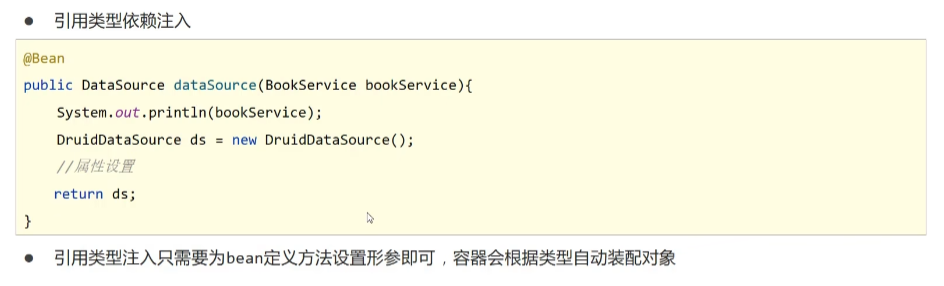 ● 引用类型依赖注入
@Bean
public DataSource dataSource(BookService bookService){
    System.out.println(bookService);
    DruidDataSource ds = new DruidDataSource();
    //属性设置
    return ds;
}
● 引用类型注入只需要为bean定义方法设置形参即可，容器会根据类型自动装配对象